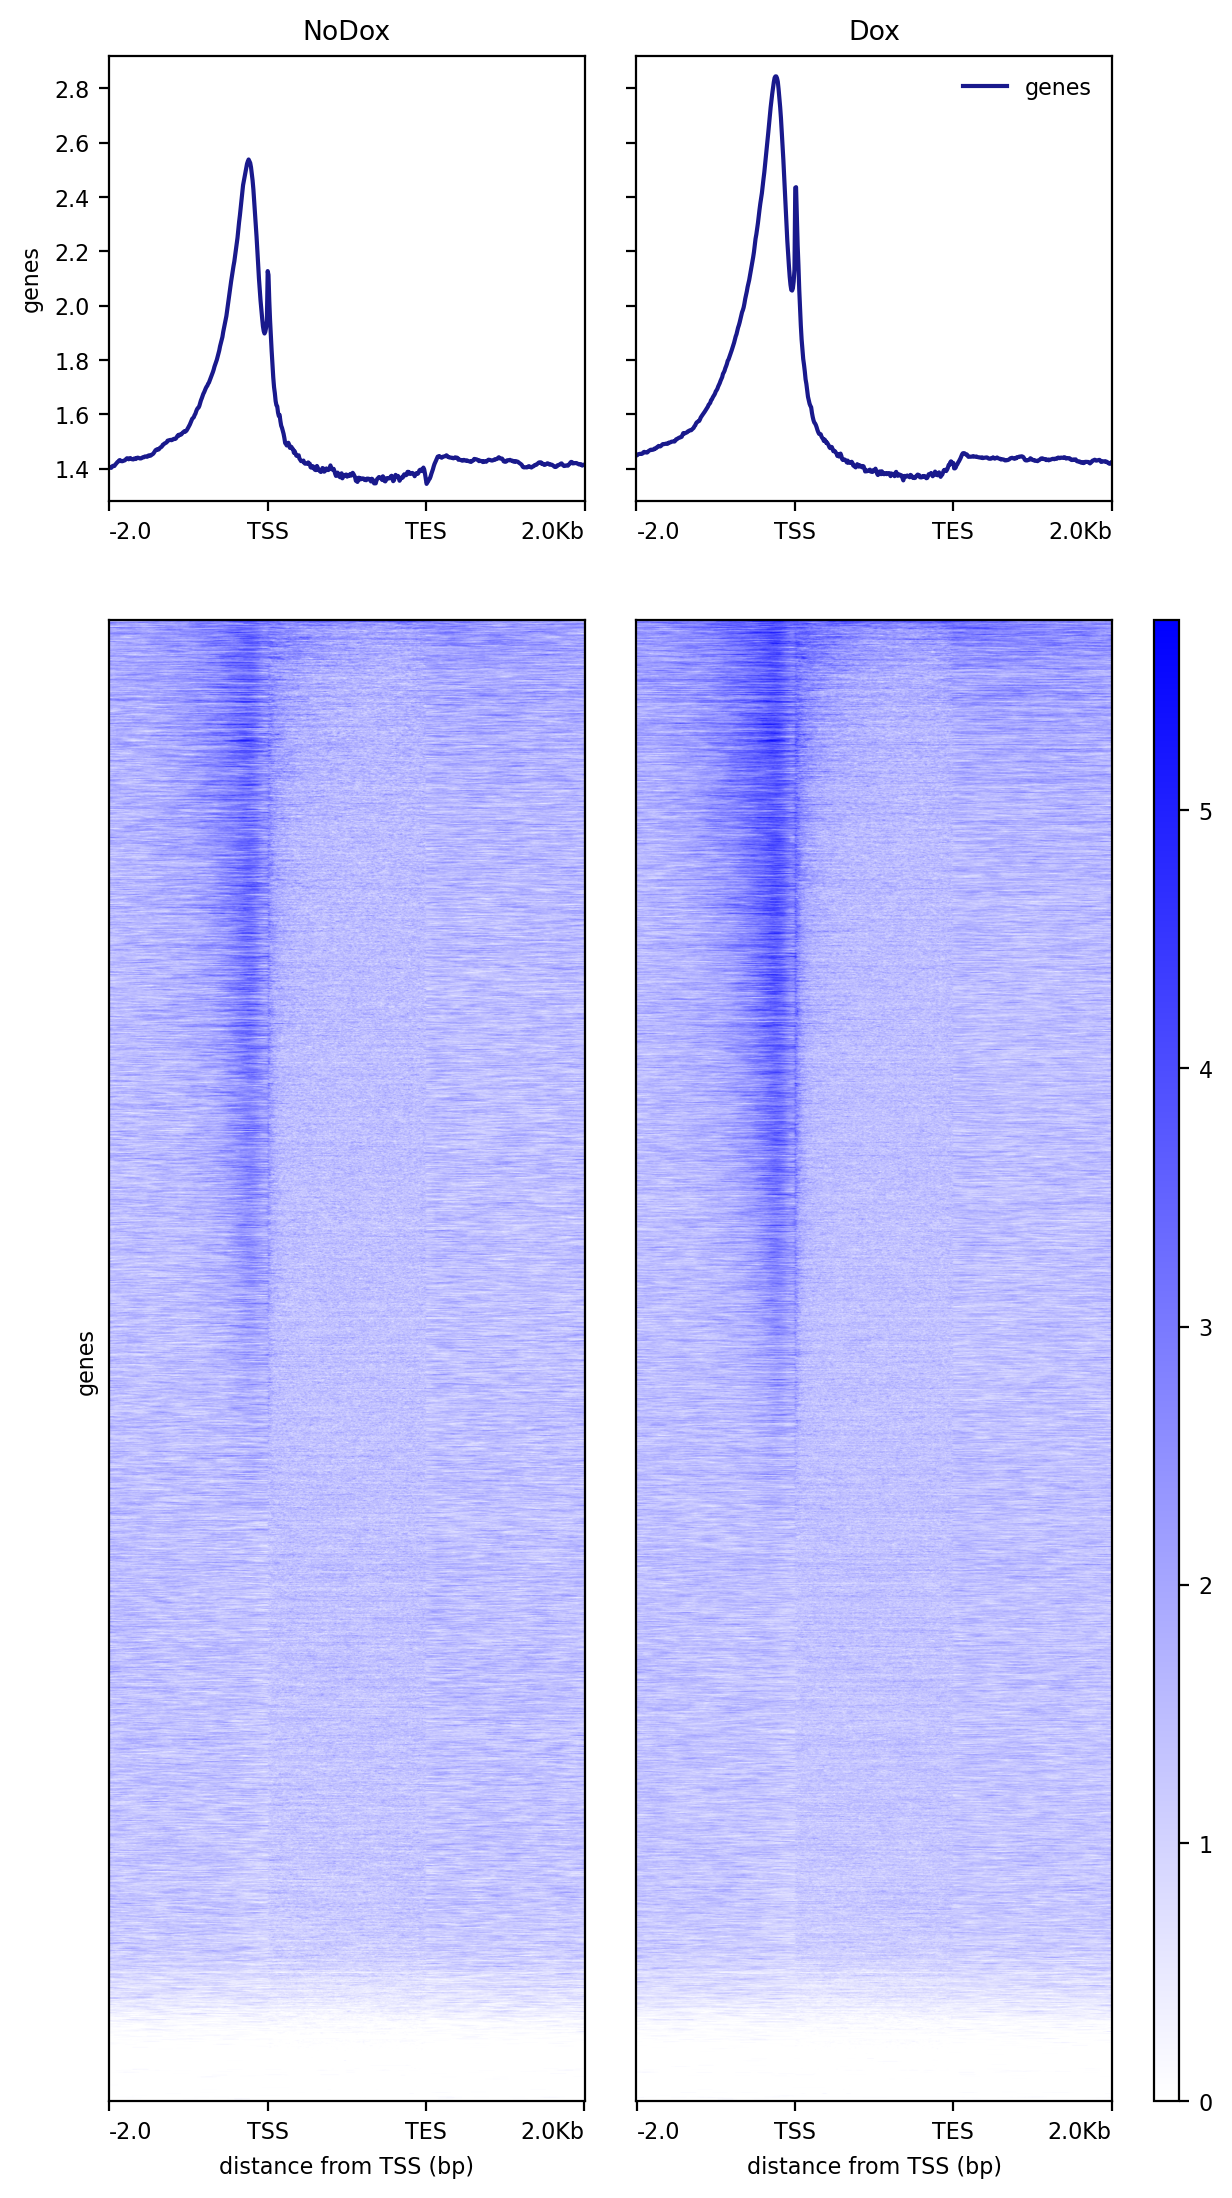 NoDox
Dox
genes
2.8
2.6
2.4
2.2
2.0
1.8
1.6
1.4
genes
-2.0 TSS TES 2.0Kb
-2.0 TSS TES 2.0Kb
genes
5
4
3
2
1
0
-2.0 TSS TES 2.0Kb
distance from TSS (bp)
-2.0 TSS TES 2.0Kb
distance from TSS (bp)